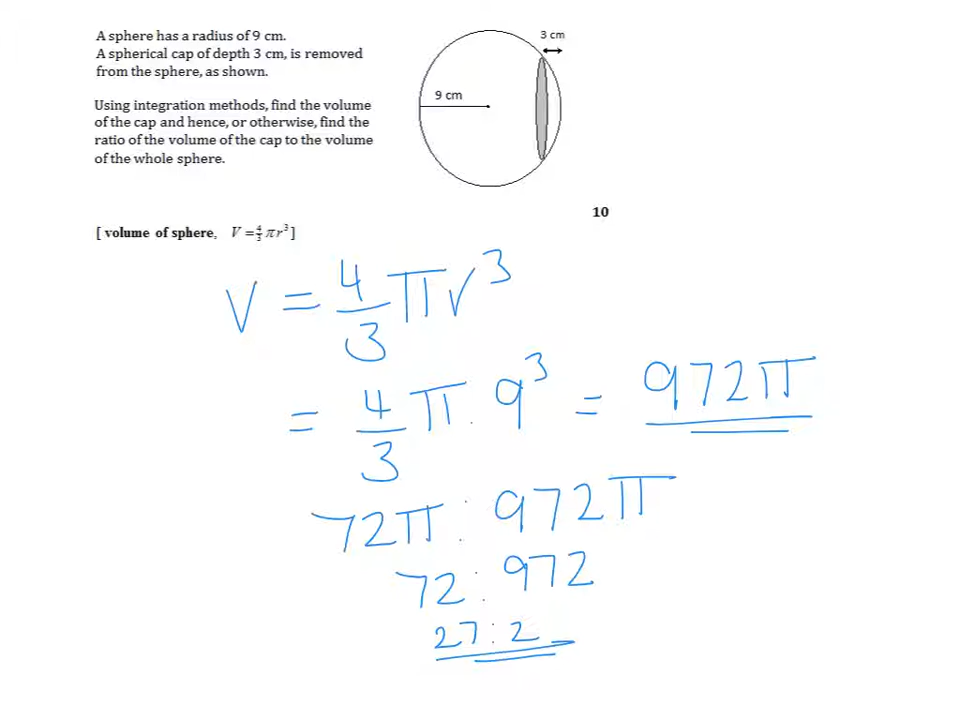 A sphere has a radius of 9 cm.
A spherical cap of depth 3 cm, is removed
from the sphere, as shown.
3 cm
9 cm
Using integration methods, find the volume
of the cap and hence, or otherwise, find the
ratio of the volume of the cap to the volume
of the whole sphere.
10
[ volume of sphere, V = 4/3 πr³ ]
V = 4/3 πr³
= 4/3 π . 9³ = 972π
72π : 972π
72 : 972
27 : 2